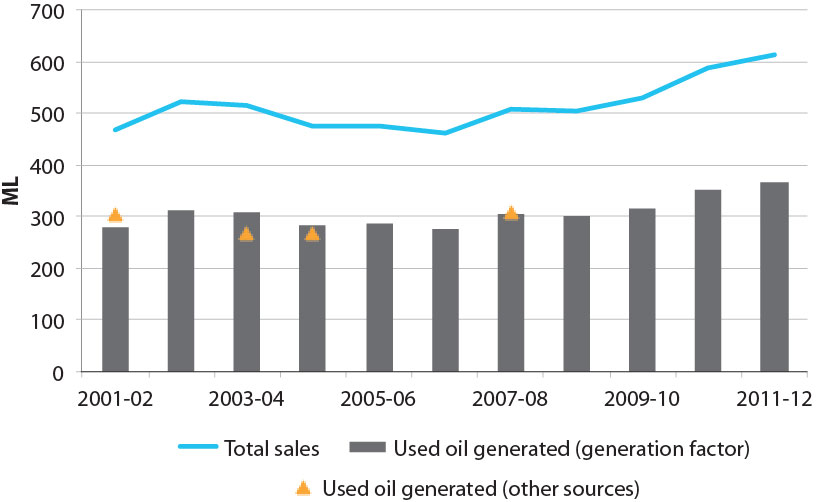 700
600
500
400
300
200
100
0
ML
2001-02 2003-04 2005-06 2007-08 2009-10 2011-12
Total sales Used oil generated (generation factor)
Used oil generated (other sources)